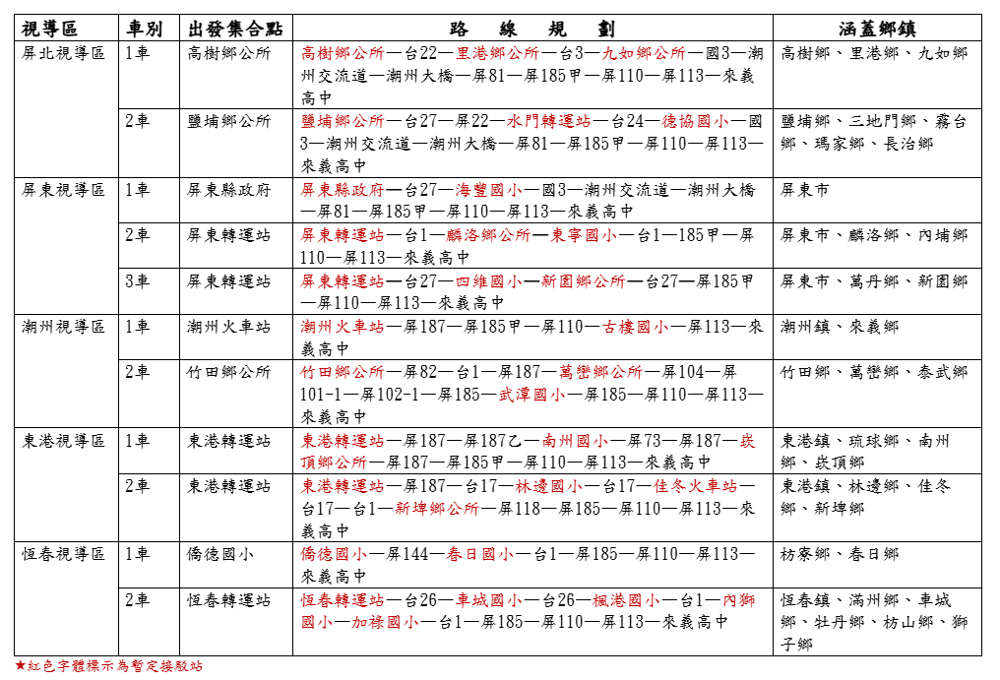 視導區 車別 出發集合點 路線規劃 涵蓋鄉鎮
屏北視導區 1車 高樹鄉公所 高樹鄉公所—台22—里港鄉公所—台3—九如鄉公所—國3—潮 高樹鄉、里港鄉、九如鄉
州交流道—潮州大橋—屏81—屏185甲—屏110—屏113—來義
高中
2車 鹽埔鄉公所 鹽埔鄉公所—台27—屏22—水門轉運站—台24—德協國小—國 鹽埔鄉、三地門鄉、霧台
3—潮州交流道—潮州大橋—屏81—屏185甲—屏110—屏113— 鄉、瑪家鄉、長治鄉
來義高中
屏東視導區 1車 屏東縣政府 屏東縣政府—台27—海豐國小—國3—潮州交流道—潮州大橋 屏東市
—屏81—屏185甲—屏110—屏113—來義高中
2車 屏東轉運站 屏東轉運站—台1—麟洛鄉公所—東寧國小—台1—185甲—屏 屏東市、麟洛鄉、內埔鄉
110—屏113—來義高中
3車 屏東轉運站 屏東轉運站—台27—四維國小—新園鄉公所—台27—屏185甲 屏東市、萬丹鄉、新園鄉
—屏110—屏113—來義高中
潮州視導區 1車 潮州火車站 潮州火車站—屏187—屏185甲—屏110—古樓國小—屏113—來 潮州鎮、來義鄉
義高中
2車 竹田鄉公所 竹田鄉公所—屏82—台1—屏187—萬巒鄉公所—屏104—屏 竹田鄉、萬巒鄉、泰武鄉
101-1—屏102-1—屏185—武潭國小—屏185—屏110—屏113—
來義高中
東港視導區 1車 東港轉運站 東港轉運站—屏187—屏187乙—南州國小—屏73—屏187—崁 東港鎮、琉球鄉、南州
頂鄉公所—屏187—屏185甲—屏110—屏113—來義高中 鄉、崁頂鄉
2車 東港轉運站 東港轉運站—屏187—台17—林邊國小—台17—佳冬火車站— 東港鎮、林邊鄉、佳冬
台17—台1—新埤鄉公所—屏118—屏185—屏110—屏113—來 鄉、新埤鄉
義高中
恆春視導區 1車 僑德國小 僑德國小—屏144—春日國小—台1—屏185—屏110—屏113— 枋寮鄉、春日鄉
來義高中
2車 恆春轉運站 恆春轉運站—台26—車城國小—台26—楓港國小—台1—內獅 恆春鎮、滿州鄉、車城
國小—加祿國小—台1—屏185—屏110—屏113—來義高中 鄉、牡丹鄉、枋山鄉、獅
子鄉
★紅色字體標示為暫定接駁站